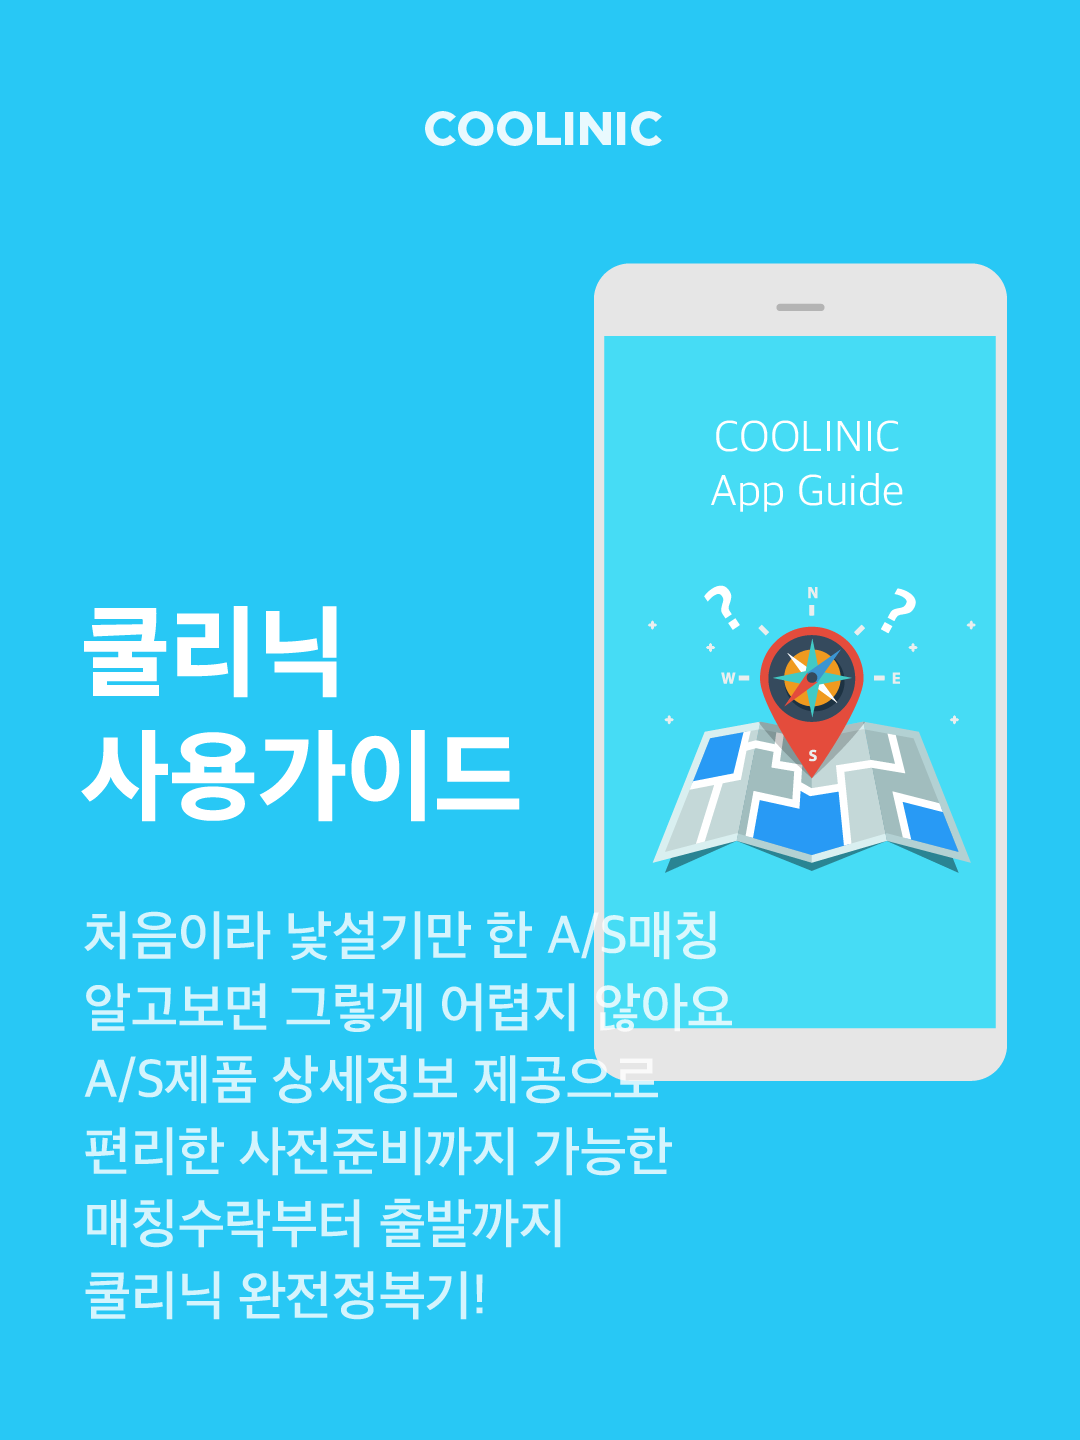 COOLINIC
COOLINIC
App Guide
? N ?
W E
S
쿨리닉
사용가이드
처음이라 낯설기만 한 A/S매칭
알고보면 그렇게 어렵지 않아요
A/S제품 상세정보 제공으로
편리한 사전준비까지 가능한
매칭수락부터 출발까지
쿨리닉 완전정복기!